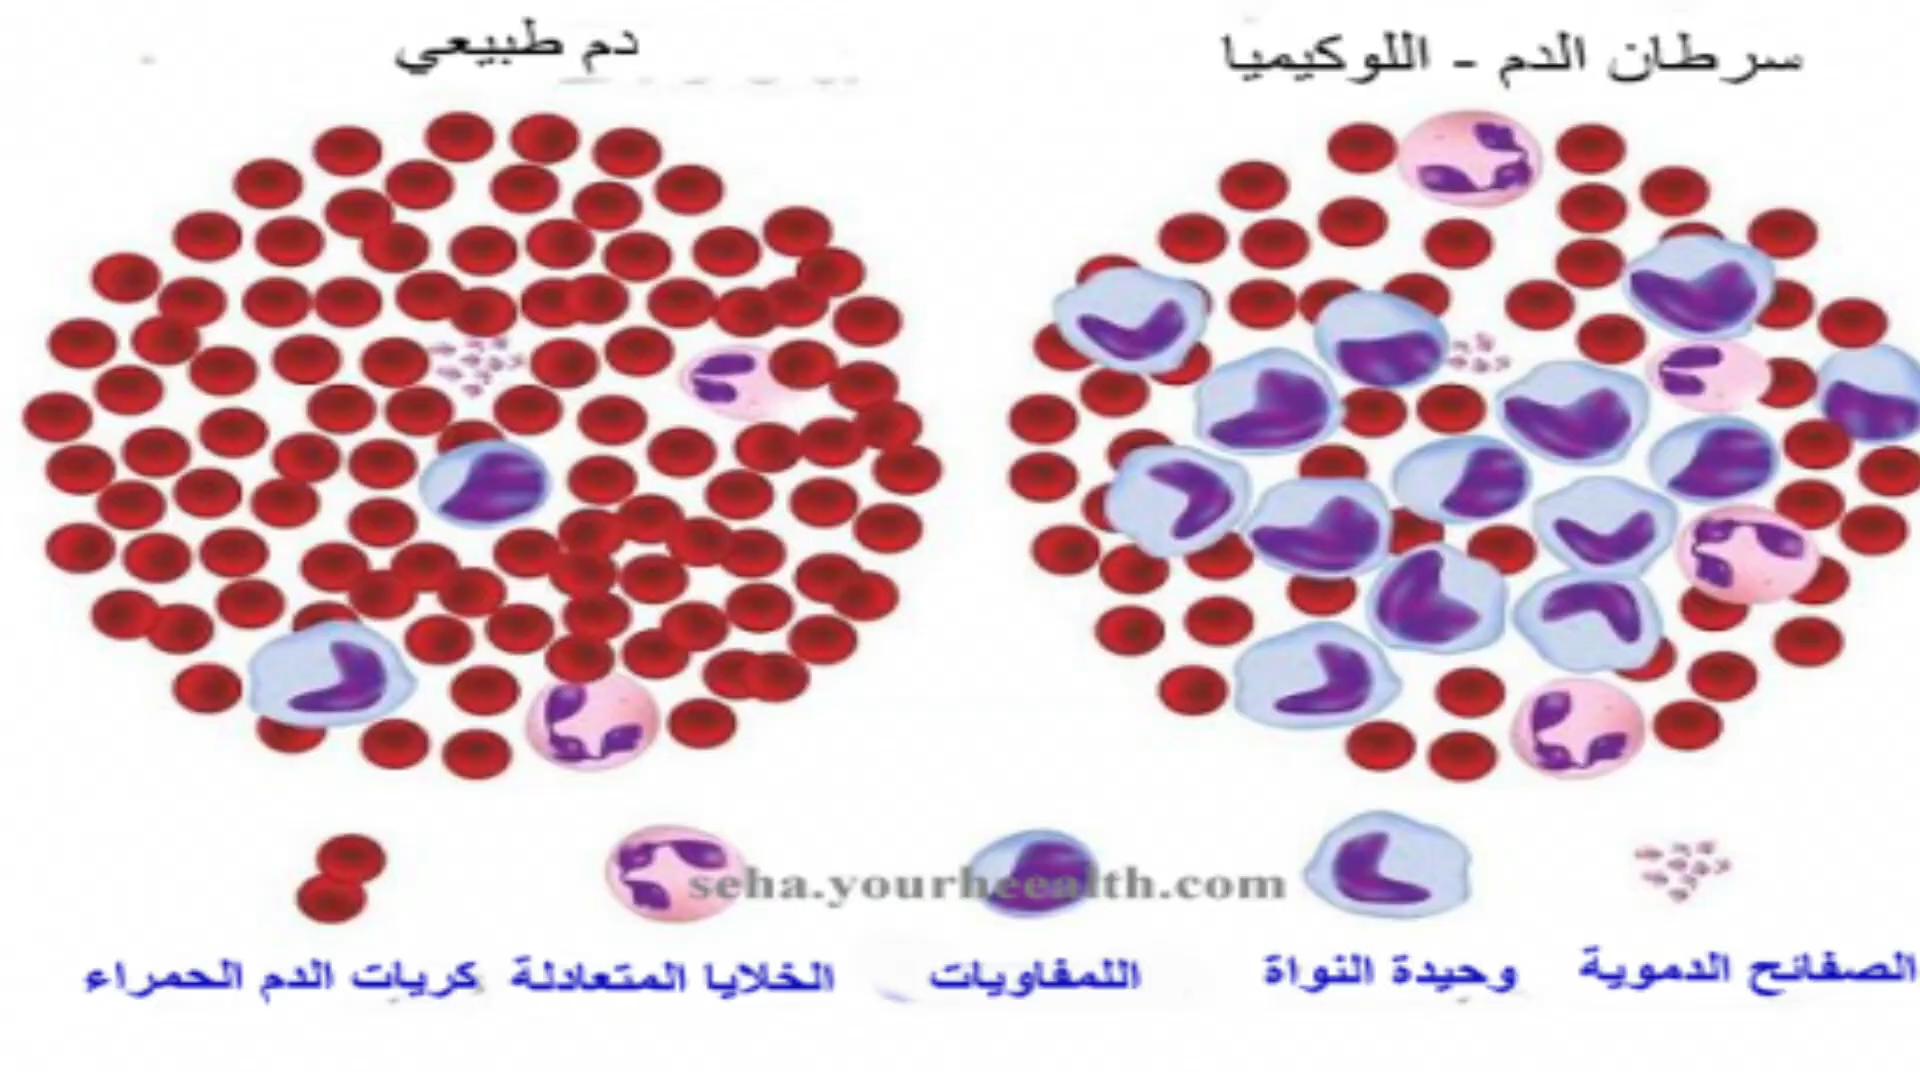 سرطان الدم - اللوكيميا
دم طبيعي
seha.yourheealth.com
الصفائح الدموية
وحيدة النواة
اللمفاويات
الخلايا المتعادلة
كريات الدم الحمراء